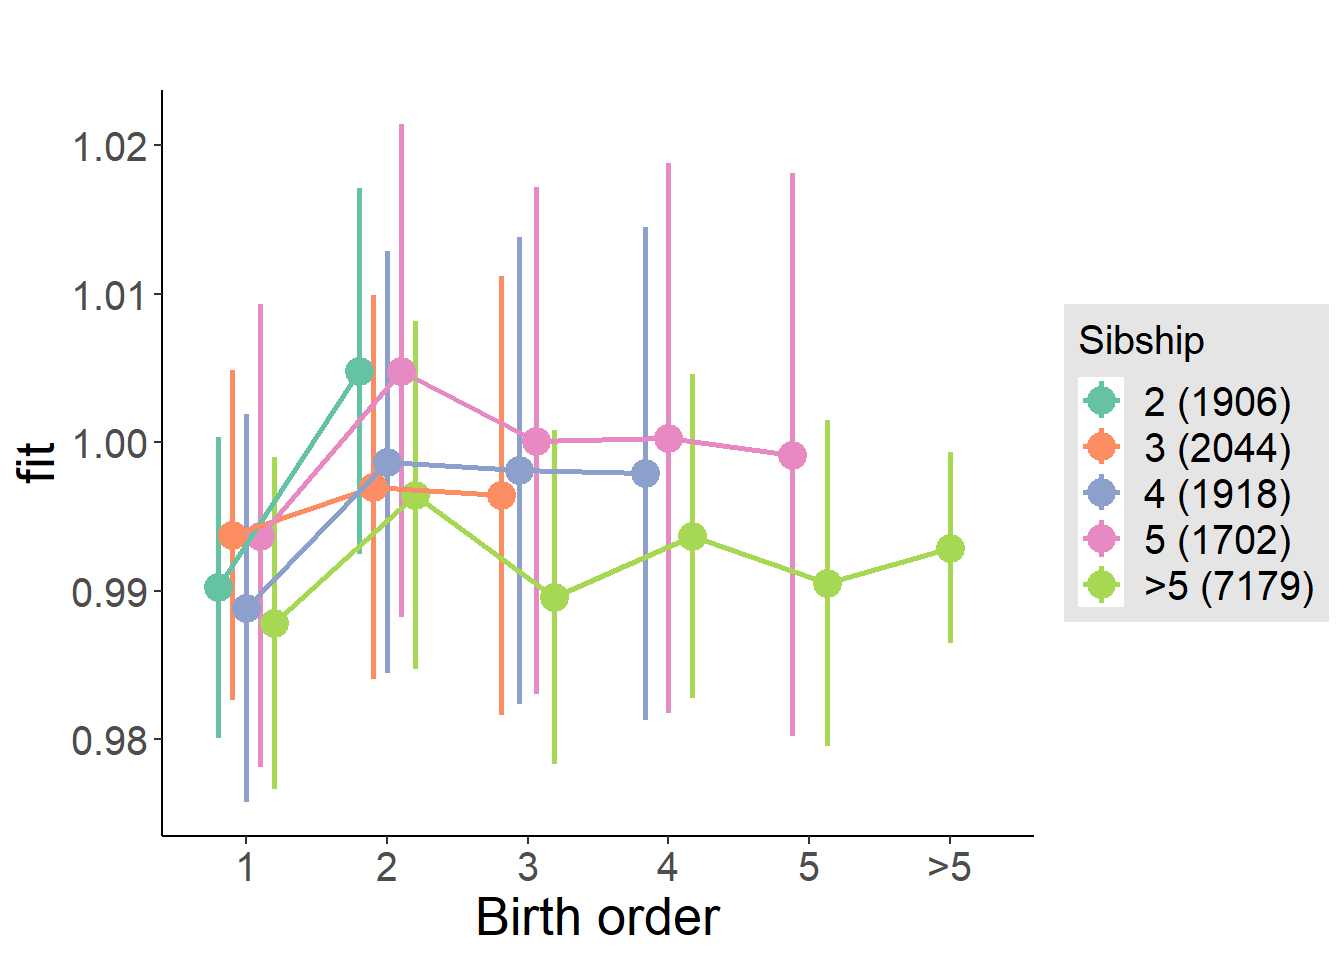 1.02
1.01
1.00
0.99
0.98
fit
1 2 3 4 5 >5
Birth order
Sibship
2 (1906)
3 (2044)
4 (1918)
5 (1702)
>5 (7179)